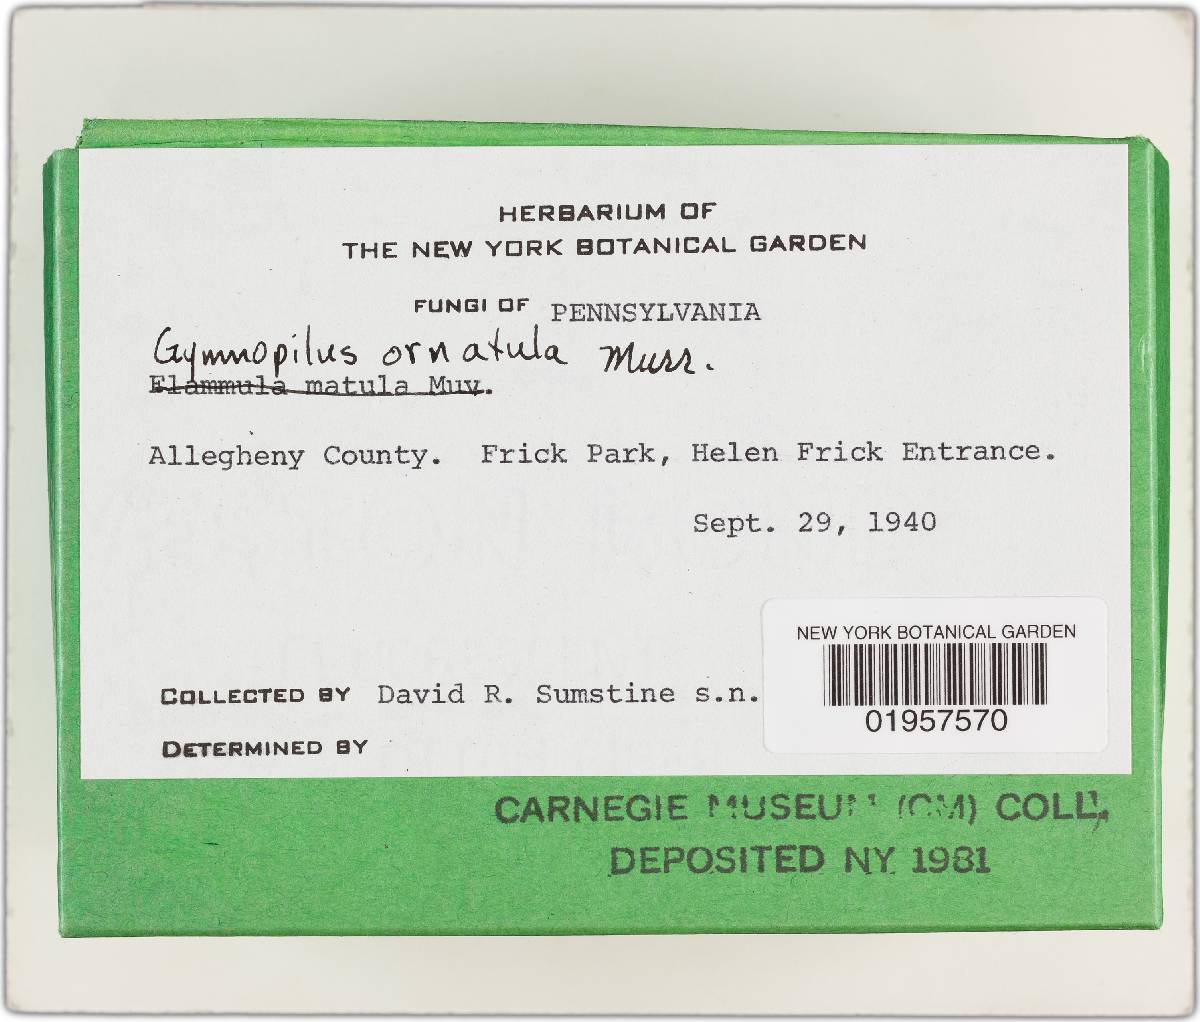 HERBARIUM OF
THE NEW YORK BOTANICAL GARDEN
FUNGI OF PENNSYLVANIA
Gymnopilus ornatula Murr.
Flammula matula Muv.
Allegheny County. Frick Park, Helen Frick Entrance.
Sept. 29, 1940
COLLECTED BY David R. Sumstine s.n.
DETERMINED BY
NEW YORK BOTANICAL GARDEN
01957570
CARNEGIE MUSEUM (CM) COLL,
DEPOSITED NY 1981